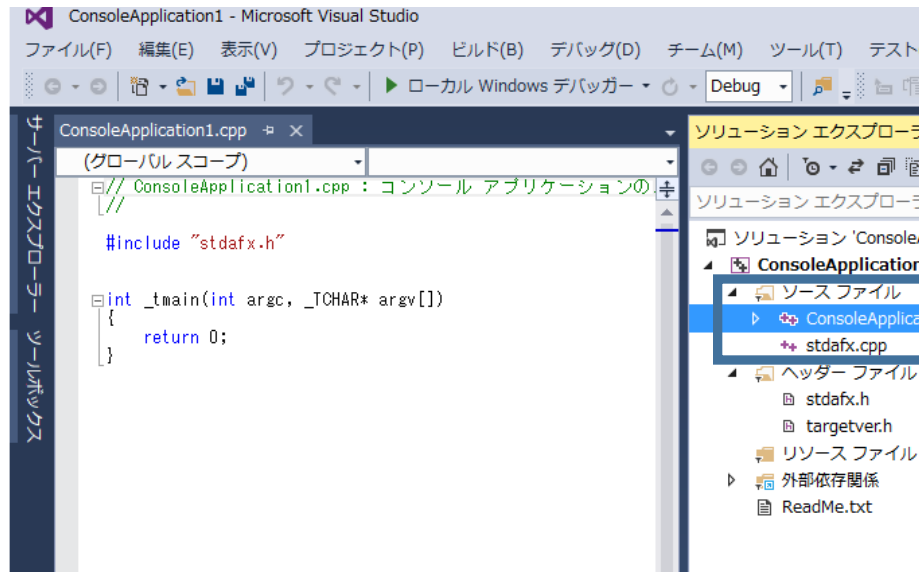 ConsoleApplication1 - Microsoft Visual Studio
ファイル(F) 編集(E) 表示(V) プロジェクト(P) ビルド(B) デバッグ(D) チーム(M) ツール(T) テスト
ローカル Windows デバッガー Debug
サーバー エクスプローラー
ツールボックス
ConsoleApplication1.cpp
(グローバル スコープ)
// ConsoleApplication1.cpp : コンソール アプリケーションの
//
#include "stdafx.h"
int _tmain(int argc, _TCHAR* argv[])
{
return 0;
}
ソリューション エクスプローラ
ソリューション エクスプローラ
ソリューション 'Console
ConsoleApplication
ソース ファイル
ConsoleApplica
stdafx.cpp
ヘッダー ファイル
stdafx.h
targetver.h
リソース ファイル
外部依存関係
ReadMe.txt